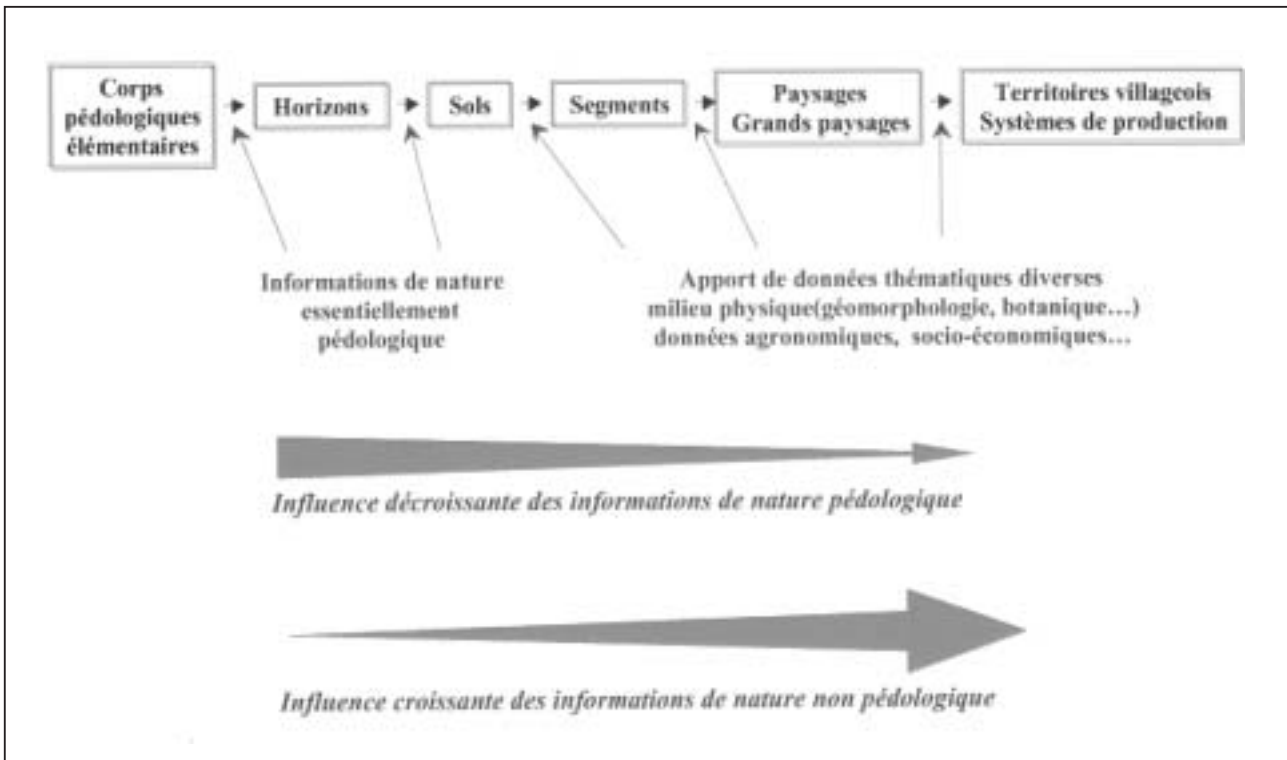 Corps
pédologiques
élémentaires
Horizons
Sols
Segments
Paysages
Grands paysages
Territoires villageois
Systèmes de production
Informations de nature
essentiellement
pédologique
Apport de données thématiques diverses
milieu physique(géomorphologie, botanique…)
données agronomiques, socio-économiques…
Influence décroissante des informations de nature pédologique
Influence croissante des informations de nature non pédologique